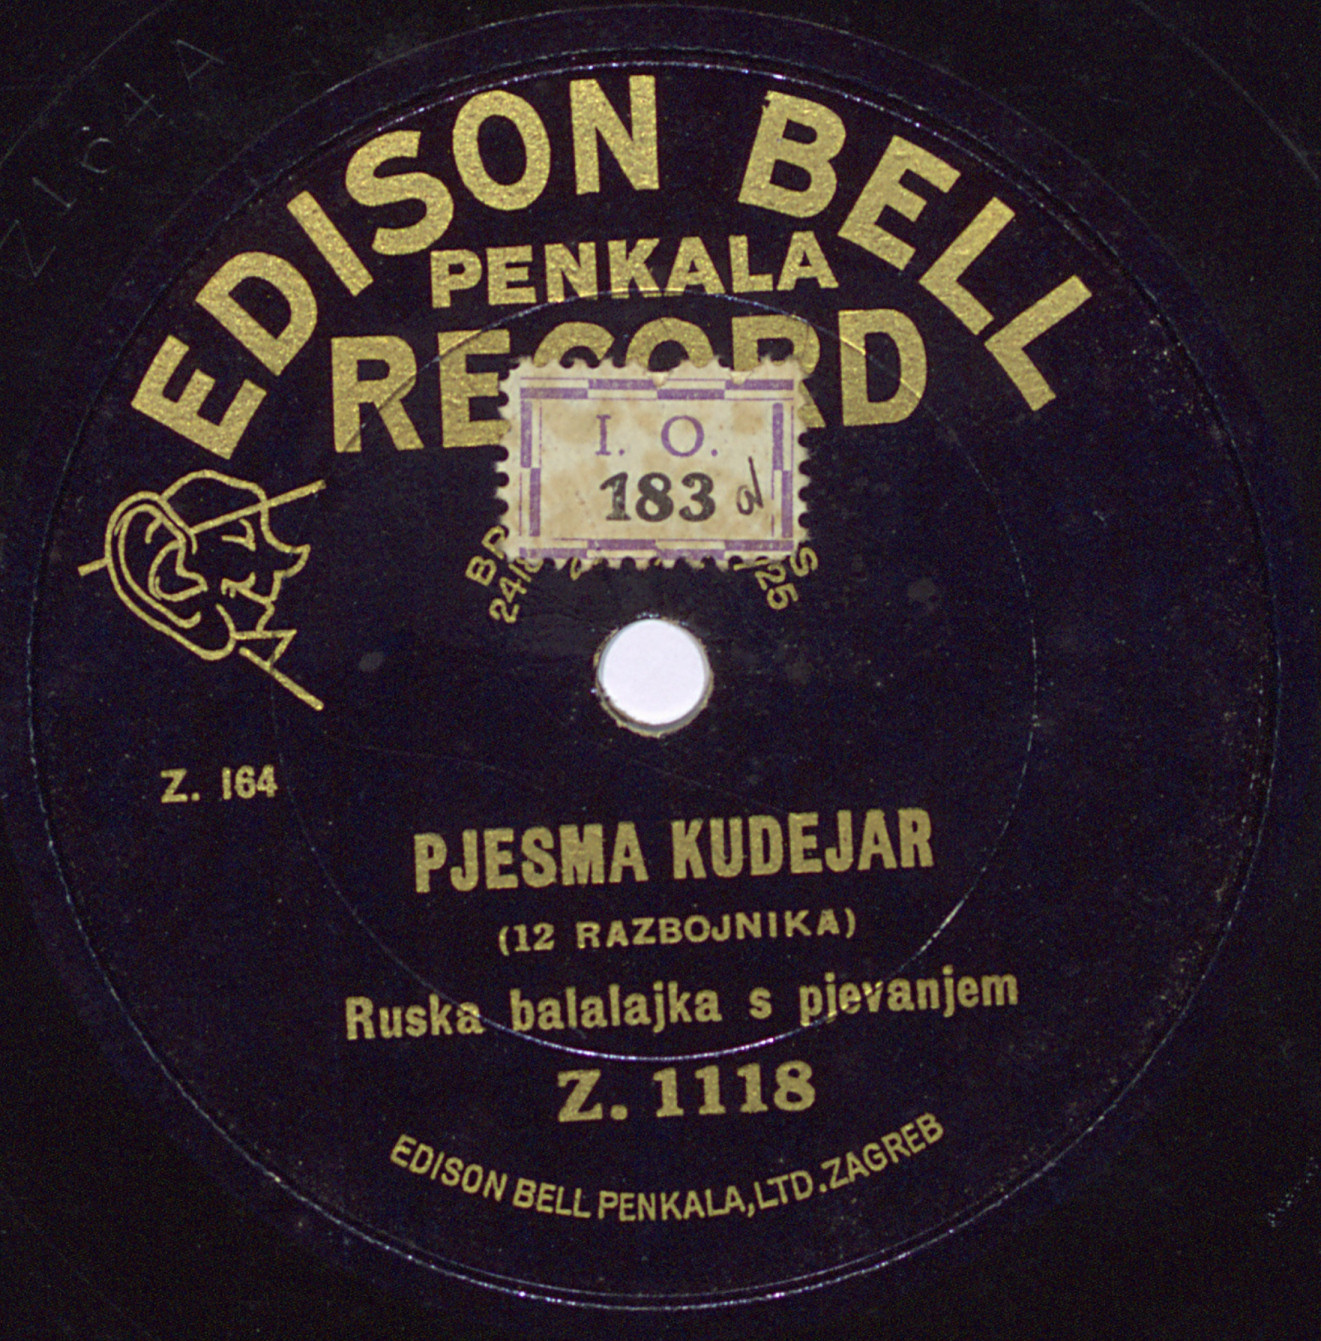 EDISON BELL
PENKALA
RECORD
I. O.
183 a
Z 164 A
Z. 164
PJESMA KUDEJAR
(12 RAZBOJNIKA)
Ruska balalajka s pjevanjem
Z. 1118
EDISON BELL PENKALA, LTD. ZAGREB